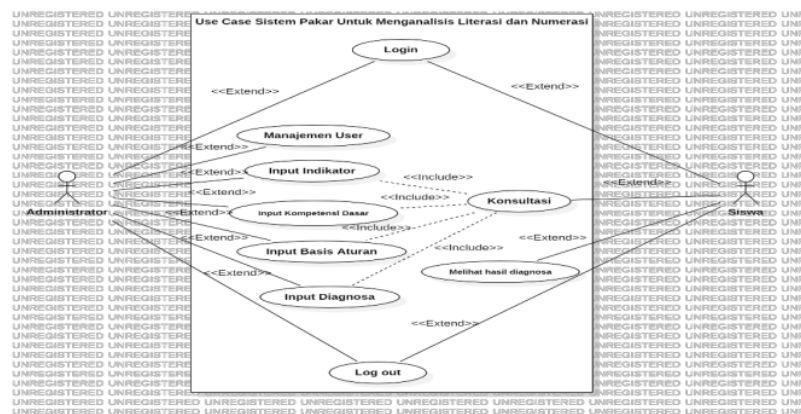 Use Case Sistem Pakar Untuk Menganalisis Literasi dan Numerasi
Login
<<Extend>>
<<Extend>>
Manajemen User
<<Extend>>
Input Indikator
<<Extend>>
<<Include>>
<<Extend>>
<<Extend>>
Konsultasi
<<Include>>
Administrator
<<Extend>>
Input Kompetensi Dasar
Siswa
<<Include>>
<<Extend>>
<<Extend>>
Input Basis Aturan
<<Include>>
<<Extend>>
Melihat hasil diagnosa
Input Diagnosa
<<Extend>>
Log out
UNREGISTERED UNREGISTERED UNREGISTERED UNREGISTERED UNREGISTERED UNREGISTERED